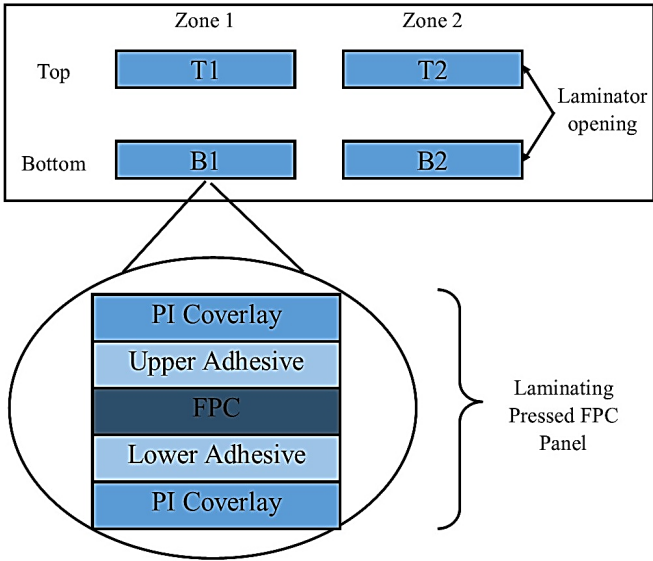 Zone 1
Zone 2
Top
T1
T2
Laminator
opening
Bottom
B1
B2
PI Coverlay
Upper Adhesive
FPC
Lower Adhesive
PI Coverlay
Laminating
Pressed FPC
Panel